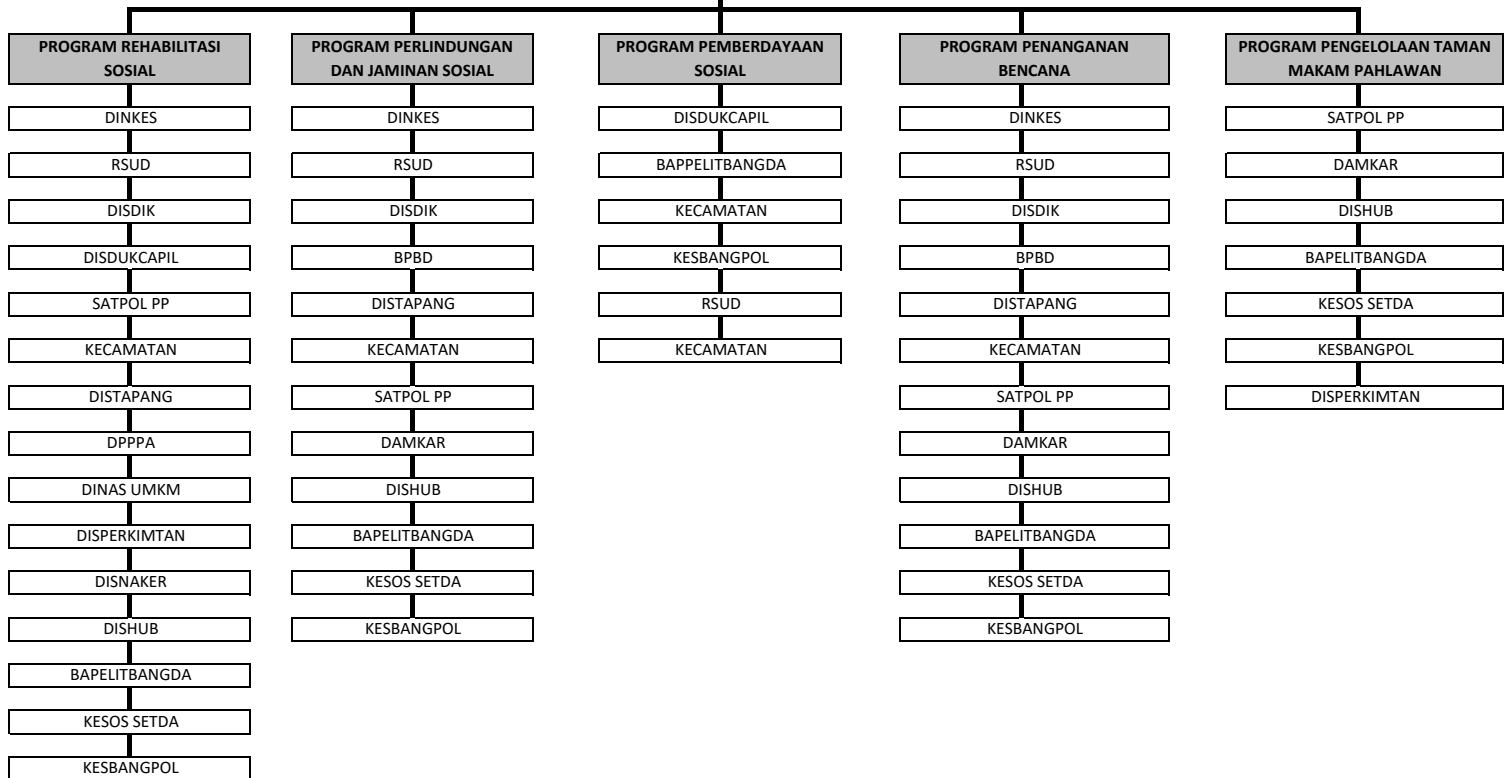 PROGRAM REHABILITASI
SOSIAL
DINKES
RSUD
DISDIK
DISDUKCAPIL
SATPOL PP
KECAMATAN
DISTAPANG
DPPPA
DINAS UMKM
DISPERKIMTAN
DISNAKER
DISHUB
BAPELITBANGDA
KESOS SETDA
KESBANGPOL
PROGRAM PERLINDUNGAN
DAN JAMINAN SOSIAL
DINKES
RSUD
DISDIK
BPBD
DISTAPANG
KECAMATAN
SATPOL PP
DAMKAR
DISHUB
BAPELITBANGDA
KESOS SETDA
KESBANGPOL
PROGRAM PEMBERDAYAAN
SOSIAL
DISDUKCAPIL
BAPPELITBANGDA
KECAMATAN
KESBANGPOL
RSUD
KECAMATAN
PROGRAM PENANGANAN
BENCANA
DINKES
RSUD
DISDIK
BPBD
DISTAPANG
KECAMATAN
SATPOL PP
DAMKAR
DISHUB
BAPELITBANGDA
KESOS SETDA
KESBANGPOL
PROGRAM PENGELOLAAN TAMAN
MAKAM PAHLAWAN
SATPOL PP
DAMKAR
DISHUB
BAPELITBANGDA
KESOS SETDA
KESBANGPOL
DISPERKIMTAN